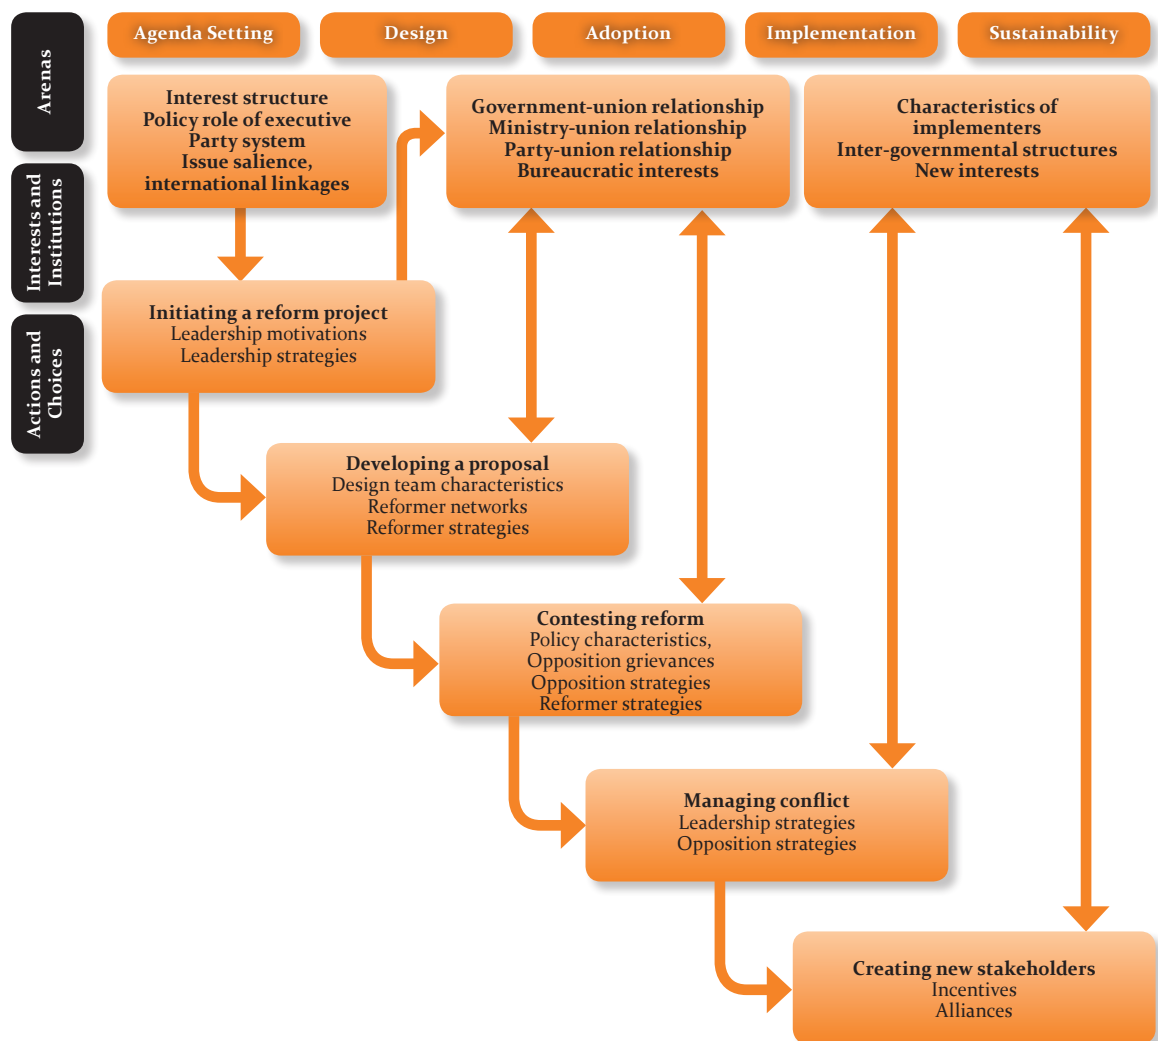 Arenas
Agenda Setting
Design
Adoption
Implementation
Sustainability
Interests and
Institutions
Interest structure
Policy role of executive
Party system
Issue salience,
international linkages
Government-union relationship
Ministry-union relationship
Party-union relationship
Bureaucratic interests
Characteristics of
implementers
Inter-governmental structures
New interests
Actions and
Choices
Initiating a reform project
Leadership motivations
Leadership strategies
Developing a proposal
Design team characteristics
Reformer networks
Reformer strategies
Contesting reform
Policy characteristics,
Opposition grievances
Opposition strategies
Reformer strategies
Managing conflict
Leadership strategies
Opposition strategies
Creating new stakeholders
Incentives
Alliances